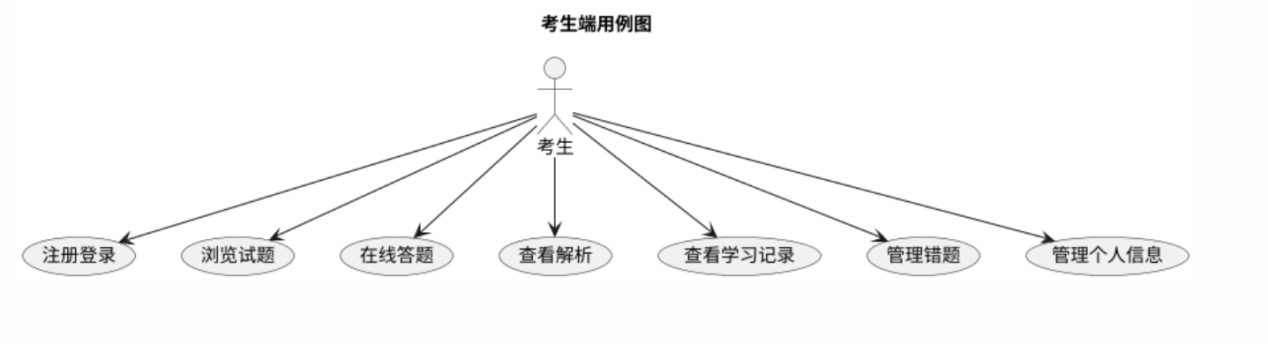 考生端用例图
考生
注册登录
浏览试题
在线答题
查看解析
查看学习记录
管理错题
管理个人信息